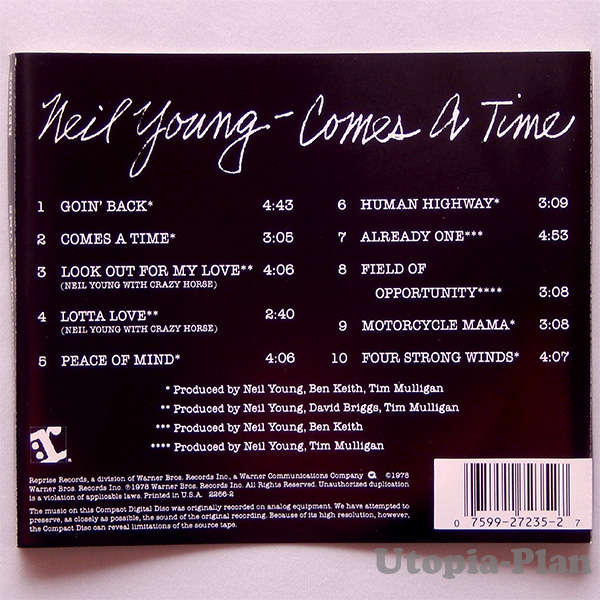 Neil Young - Comes A Time
1 GOIN' BACK* 4:43
2 COMES A TIME* 3:05
3 LOOK OUT FOR MY LOVE** 4:06
(NEIL YOUNG WITH CRAZY HORSE)
4 LOTTA LOVE** 2:40
(NEIL YOUNG WITH CRAZY HORSE)
5 PEACE OF MIND* 4:06
6 HUMAN HIGHWAY* 3:09
7 ALREADY ONE*** 4:53
8 FIELD OF
OPPORTUNITY**** 3:08
9 MOTORCYCLE MAMA* 3:08
10 FOUR STRONG WINDS* 4:07
* Produced by Neil Young, Ben Keith, Tim Mulligan
** Produced by Neil Young, David Briggs, Tim Mulligan
*** Produced by Neil Young, Ben Keith
**** Produced by Neil Young, Tim Mulligan
Reprise Records, a division of Warner Bros. Records Inc., a Warner Communications Company ©1978
Warner Bros. Records Inc. ℗1978 Warner Bros. Records Inc. All Rights Reserved. Unauthorized duplication
is a violation of applicable laws. Printed in U.S.A. 2266-2
The music on this Compact Digital Disc was originally recorded on analog equipment. We have attempted to
preserve, as closely as possible, the sound of the original recording. Because of its high resolution, however,
the Compact Disc can reveal limitations of the source tape.
0 7599-27235-2 7
Utopia-Plan